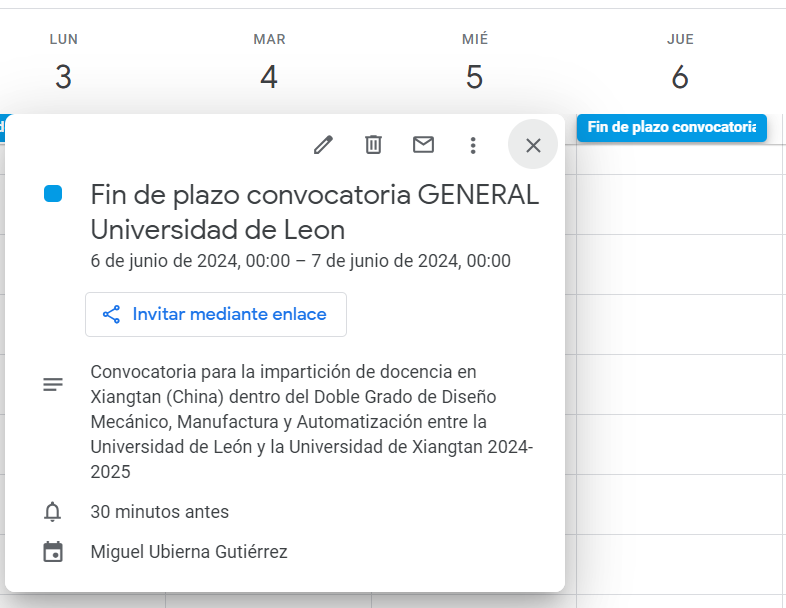 LUN
MAR
MIÉ
JUE
3
4
5
6
Fin de plazo convocatoria
Fin de plazo convocatoria GENERAL
Universidad de Leon
6 de junio de 2024, 00:00 – 7 de junio de 2024, 00:00
Invitar mediante enlace
Convocatoria para la impartición de docencia en
Xiangtan (China) dentro del Doble Grado de Diseño
Mecánico, Manufactura y Automatización entre la
Universidad de León y la Universidad de Xiangtan 2024-
2025
30 minutos antes
Miguel Ubierna Gutiérrez